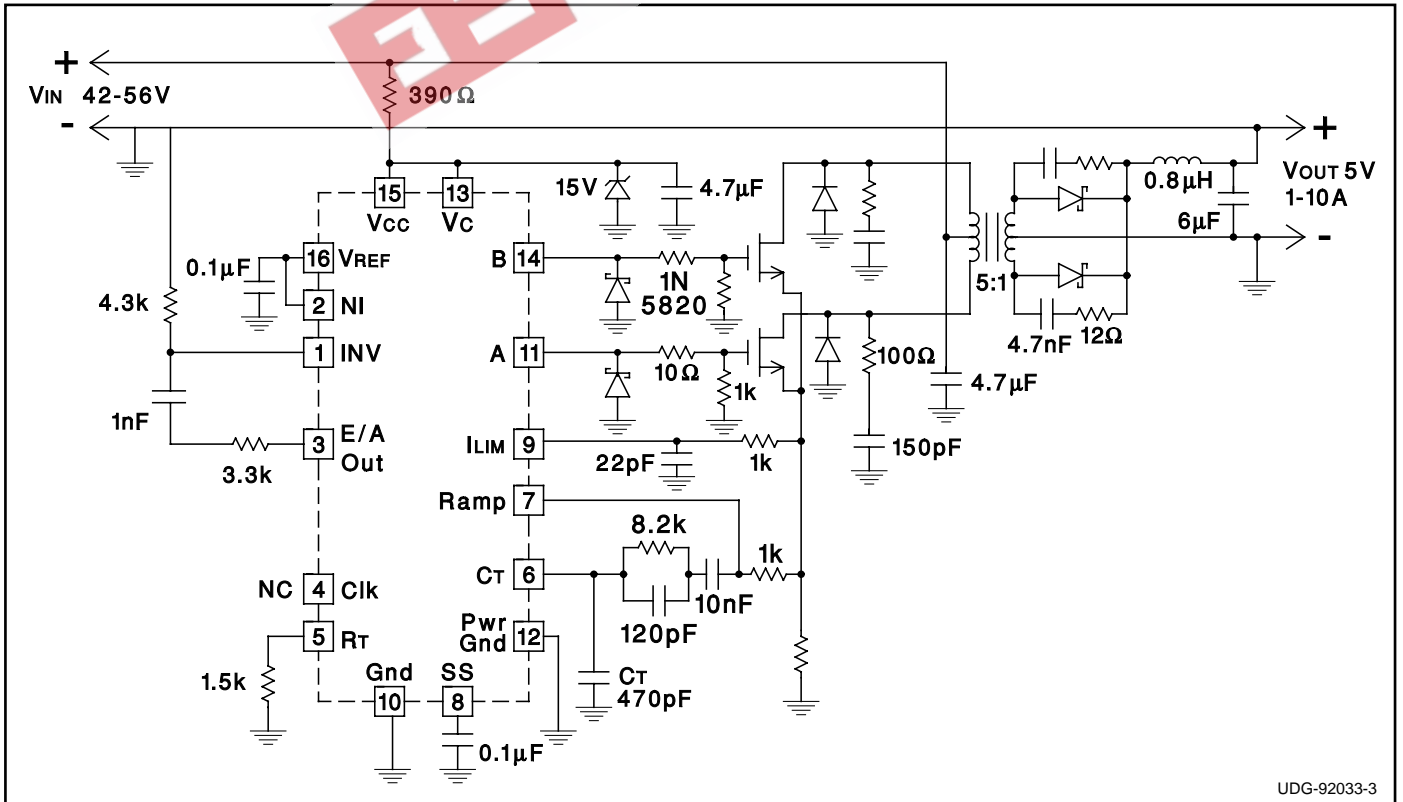 +
VIN 42-56V
-
390Ω
+
VOUT 5V
1-10A
-
0.8μH
6μF
5:1
4.7nF
12Ω
15V
4.7μF
15
VCC
13
VC
16
VREF
0.1μF
2
NI
4.3k
1
INV
1nF
3
E/A
Out
3.3k
NC
4
Clk
5
RT
1.5k
Gnd
10
SS
8
0.1μF
B
14
1N
5820
A
11
10Ω
1k
100Ω
4.7μF
150pF
ILIM
9
22pF
1k
Ramp
7
8.2k
1k
CT
6
10nF
120pF
Pwr
Gnd
12
CT
470pF
UDG-92033-3